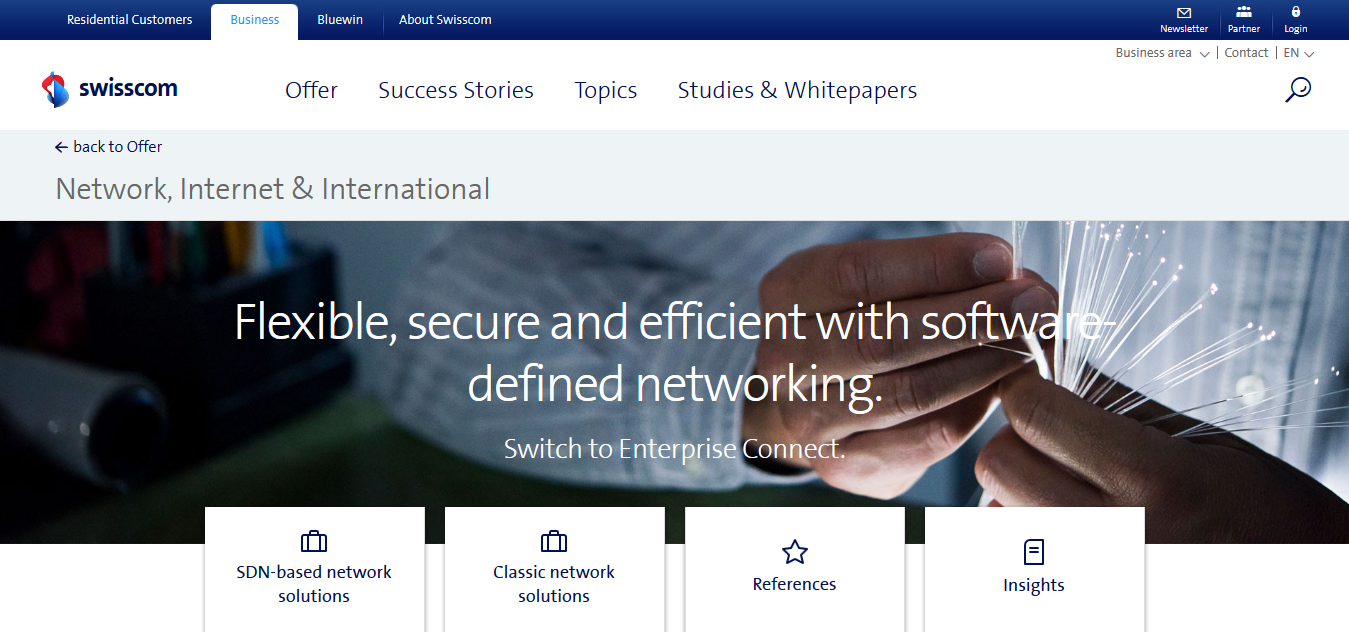 Residential Customers Business Bluewin About Swisscom Newsletter Partner Login
Business area Contact EN
swisscom Offer Success Stories Topics Studies & Whitepapers
back to Offer
Network, Internet & International
Flexible, secure and efficient with software-
defined networking.
Switch to Enterprise Connect.
SDN-based network
solutions
Classic network
solutions
References
Insights